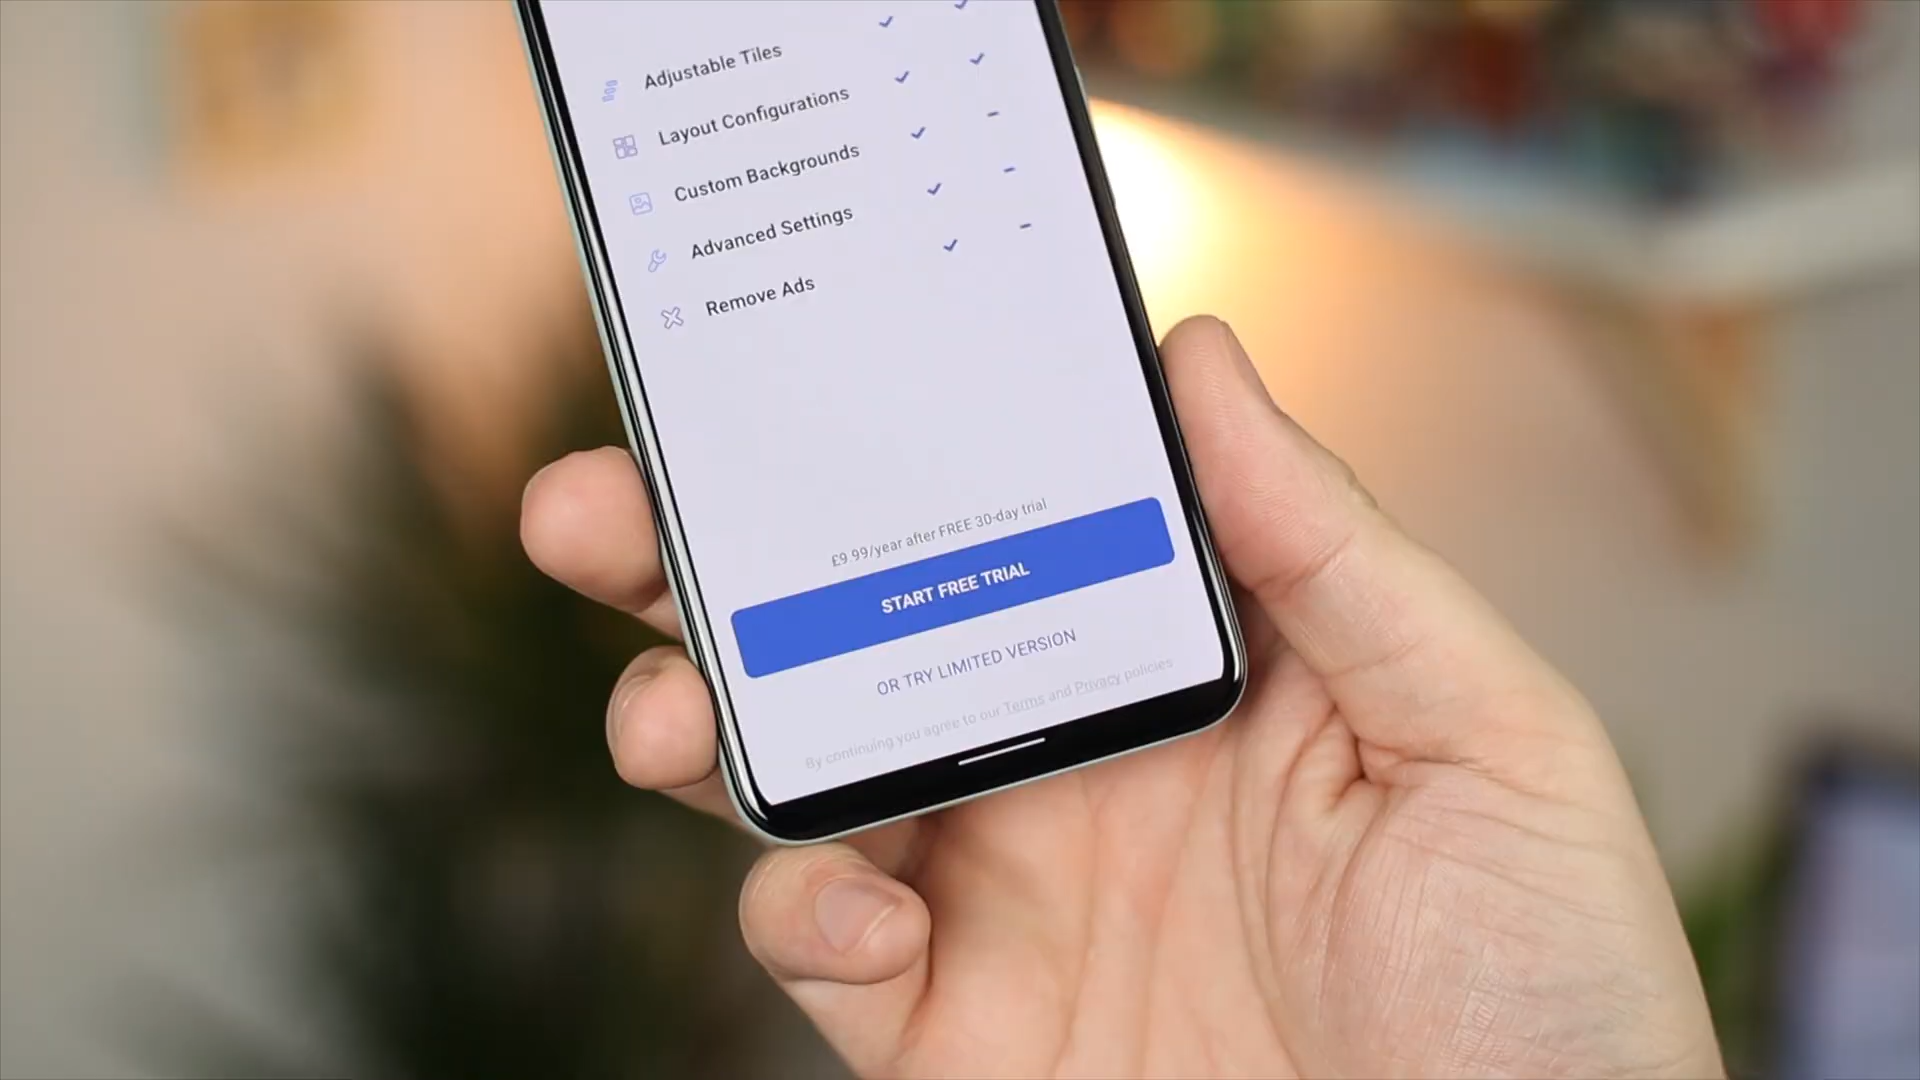 Adjustable Tiles
Layout Configurations
Custom Backgrounds
Advanced Settings
Remove Ads
£9.99/year after FREE 30-day trial
START FREE TRIAL
OR TRY LIMITED VERSION
By continuing you agree to our Terms and Privacy policies